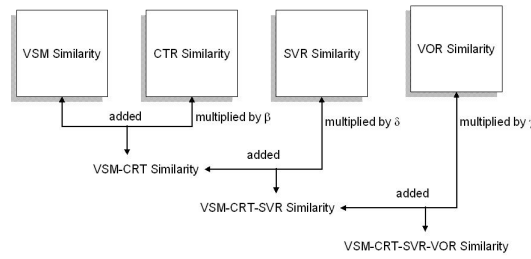 VSM Similarity
CTR Similarity
SVR Similarity
VOR Similarity
added
multiplied by β
multiplied by δ
multiplied by γ
VSM-CRT Similarity
added
VSM-CRT-SVR Similarity
added
VSM-CRT-SVR-VOR Similarity